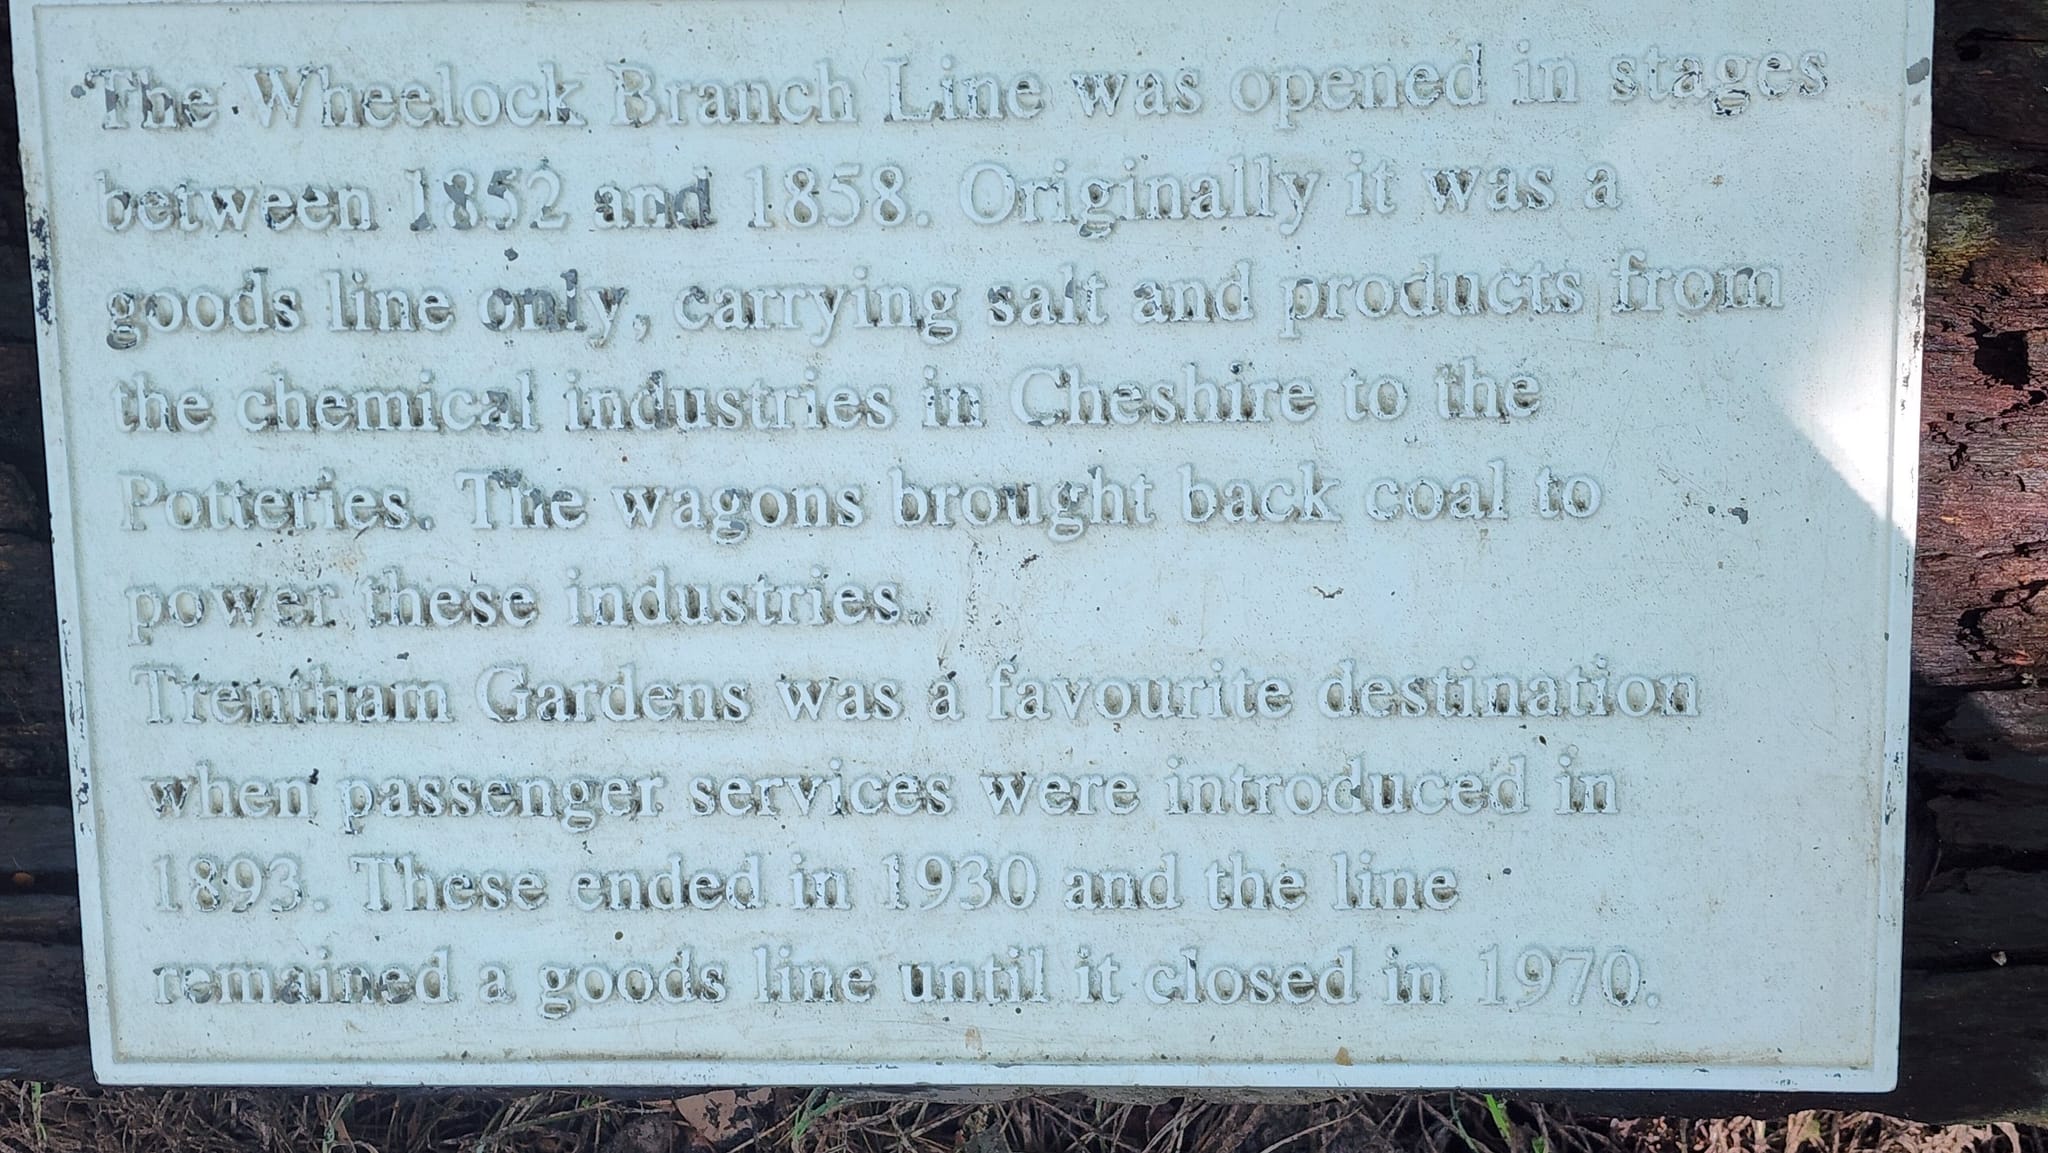 The Wheelock Branch Line was opened in stages
between 1852 and 1858. Originally it was a
goods line only, carrying salt and products from
the chemical industries in Cheshire to the
Potteries. The wagons brought back coal to
power these industries.
Trentham Gardens was a favourite destination
when passenger services were introduced in
1893. These ended in 1930 and the line
remained a goods line until it closed in 1970.